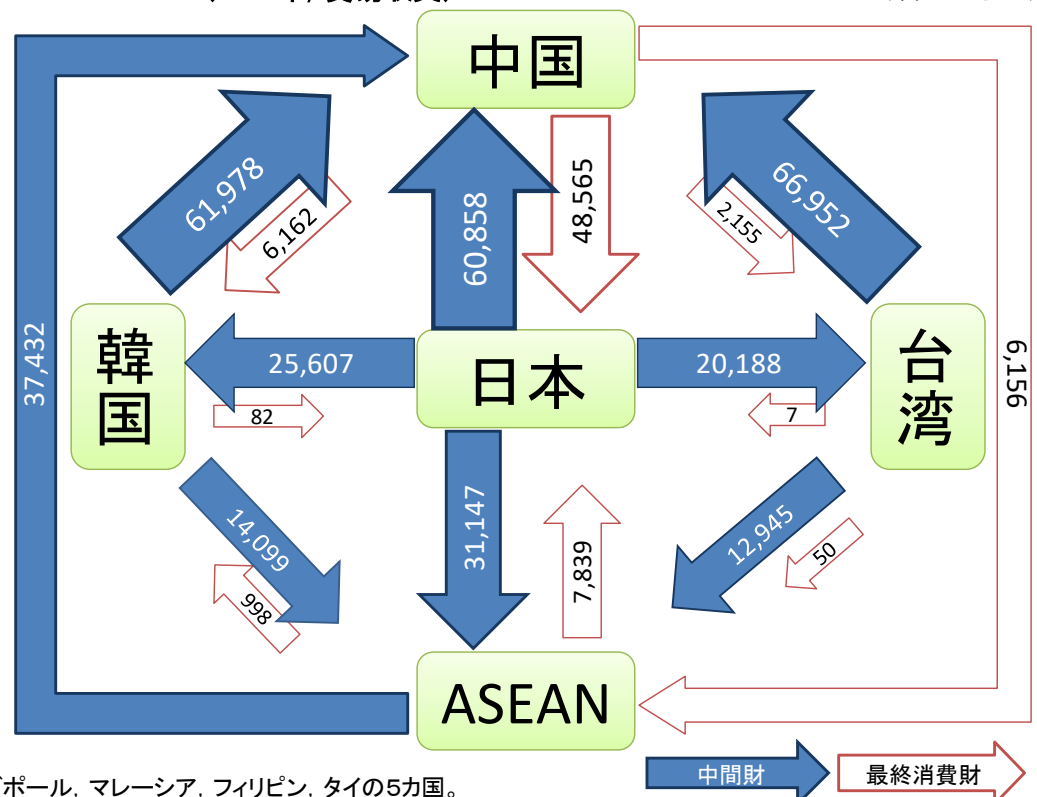 中国
61,978
6,162
60,858
48,565
66,952
2,155
37,432
6,156
韓国
日本
台湾
25,607
82
20,188
7
14,099
998
31,147
7,839
12,945
50
ASEAN
中間財
最終消費財
ポール, マレーシア, フィリピン, タイの5カ国。